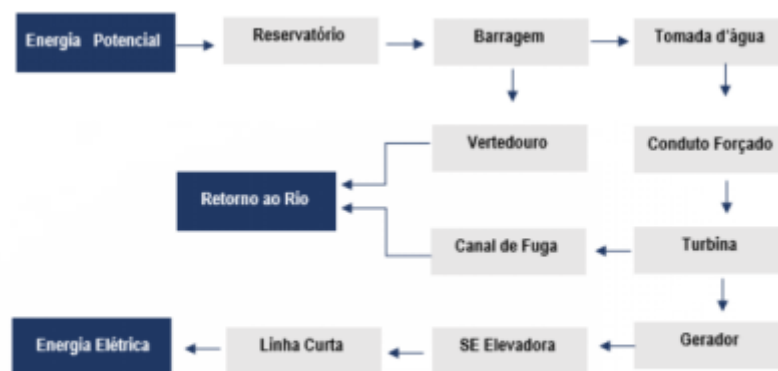 Energia Potencial
Reservatório
Barragem
Tomada d'água
Vertedouro
Conduto Forçado
Retorno ao Rio
Canal de Fuga
Turbina
Energia Elétrica
Linha Curta
SE Elevadora
Gerador